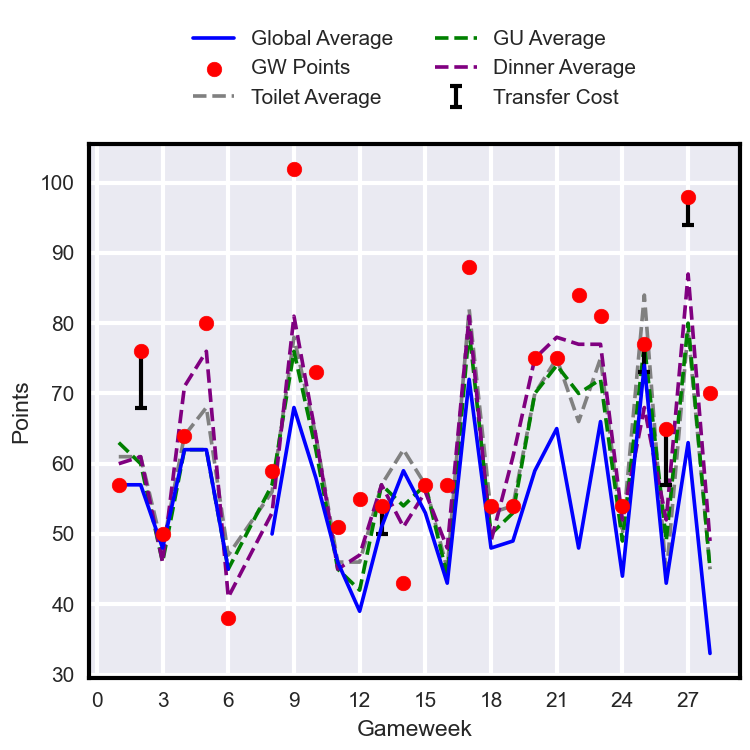 Global Average
GW Points
Toilet Average
GU Average
Dinner Average
Transfer Cost
100
90
80
70
60
50
40
30
Points
0 3 6 9 12 15 18 21 24 27
Gameweek